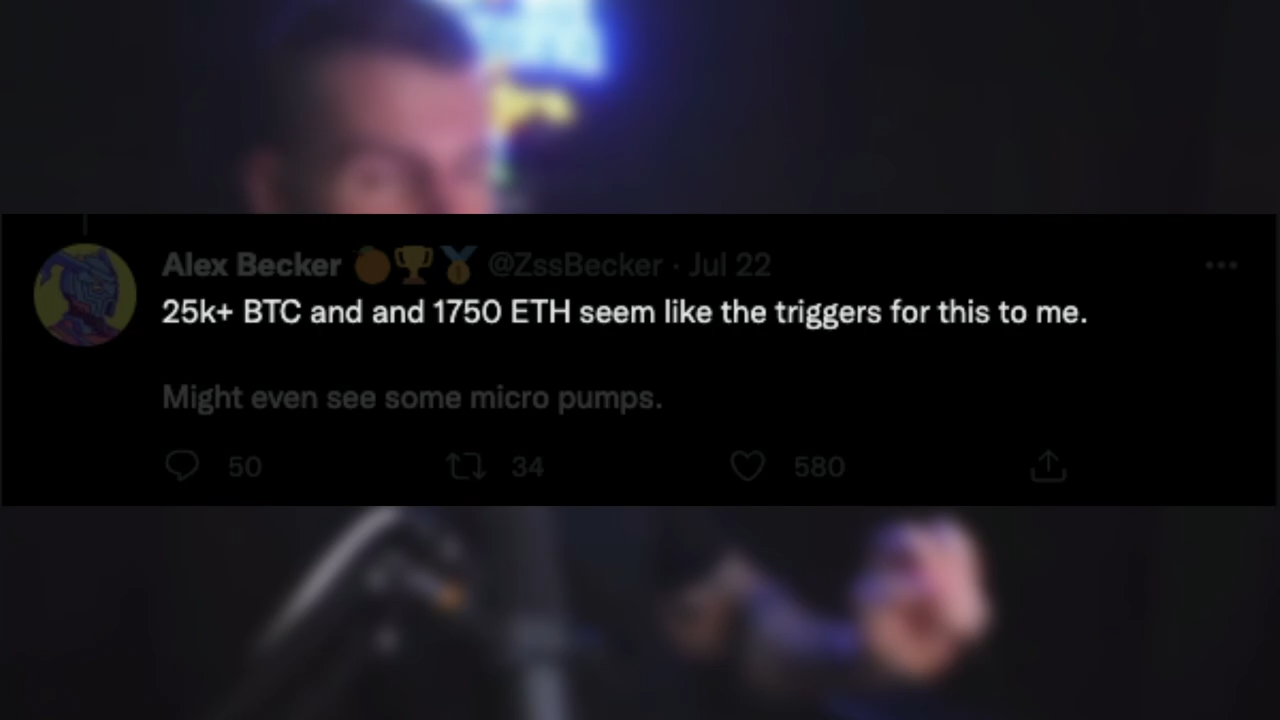 Alex Becker 🍊🏆🏅 @ZssBecker · Jul 22
25k+ BTC and and 1750 ETH seem like the triggers for this to me.
Might even see some micro pumps.
50 34 580